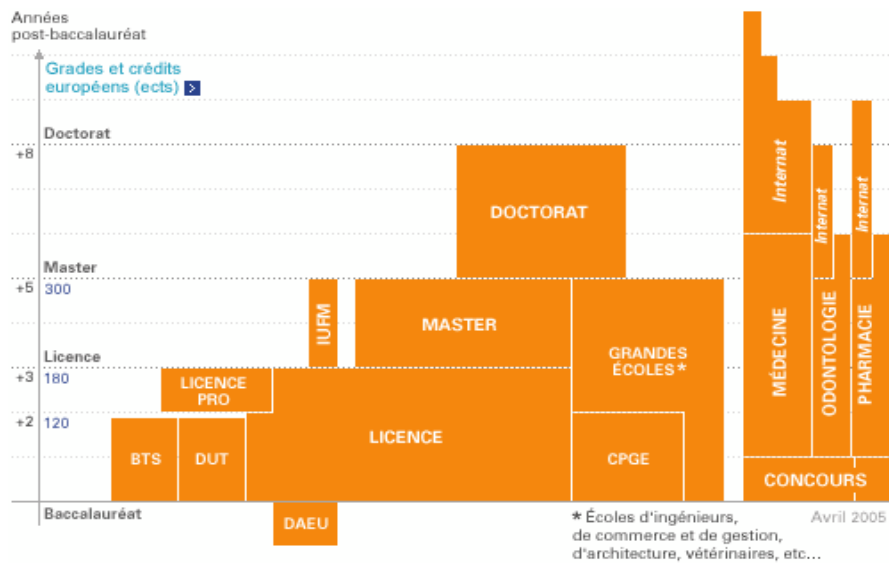 Années
post-baccalauréat
Grades et crédits
européens (ects)
Doctorat
+8
DOCTORAT
Internat
Internat
Internat
Master
+5 300
IUFM
MASTER
GRANDES
ÉCOLES*
MÉDECINE
ODONTOLOGIE
PHARMACIE
Licence
+3 180
LICENCE
PRO
+2 120
LICENCE
BTS
DUT
CPGE
CONCOURS
Baccalauréat
DAEU
* Écoles d'ingénieurs,
de commerce et de gestion,
d'architecture, vétérinaires, etc...
Avril 2005